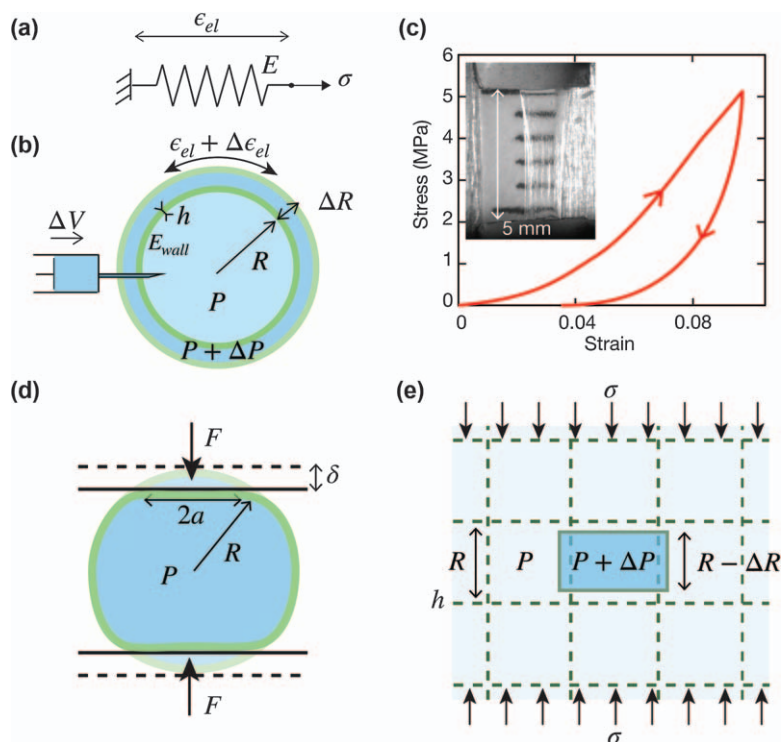 (a)
ϵ_el
E
σ
(b)
ϵ_el + Δϵ_el
ΔR
h
ΔV
E_wall
R
P
P + ΔP
(c)
Stress (MPa)
6
5
4
3
2
1
0
5 mm
0 0.04 0.08
Strain
(d)
F
δ
2a
R
P
F
(e)
σ
R P P + ΔP R − ΔR
h
σ